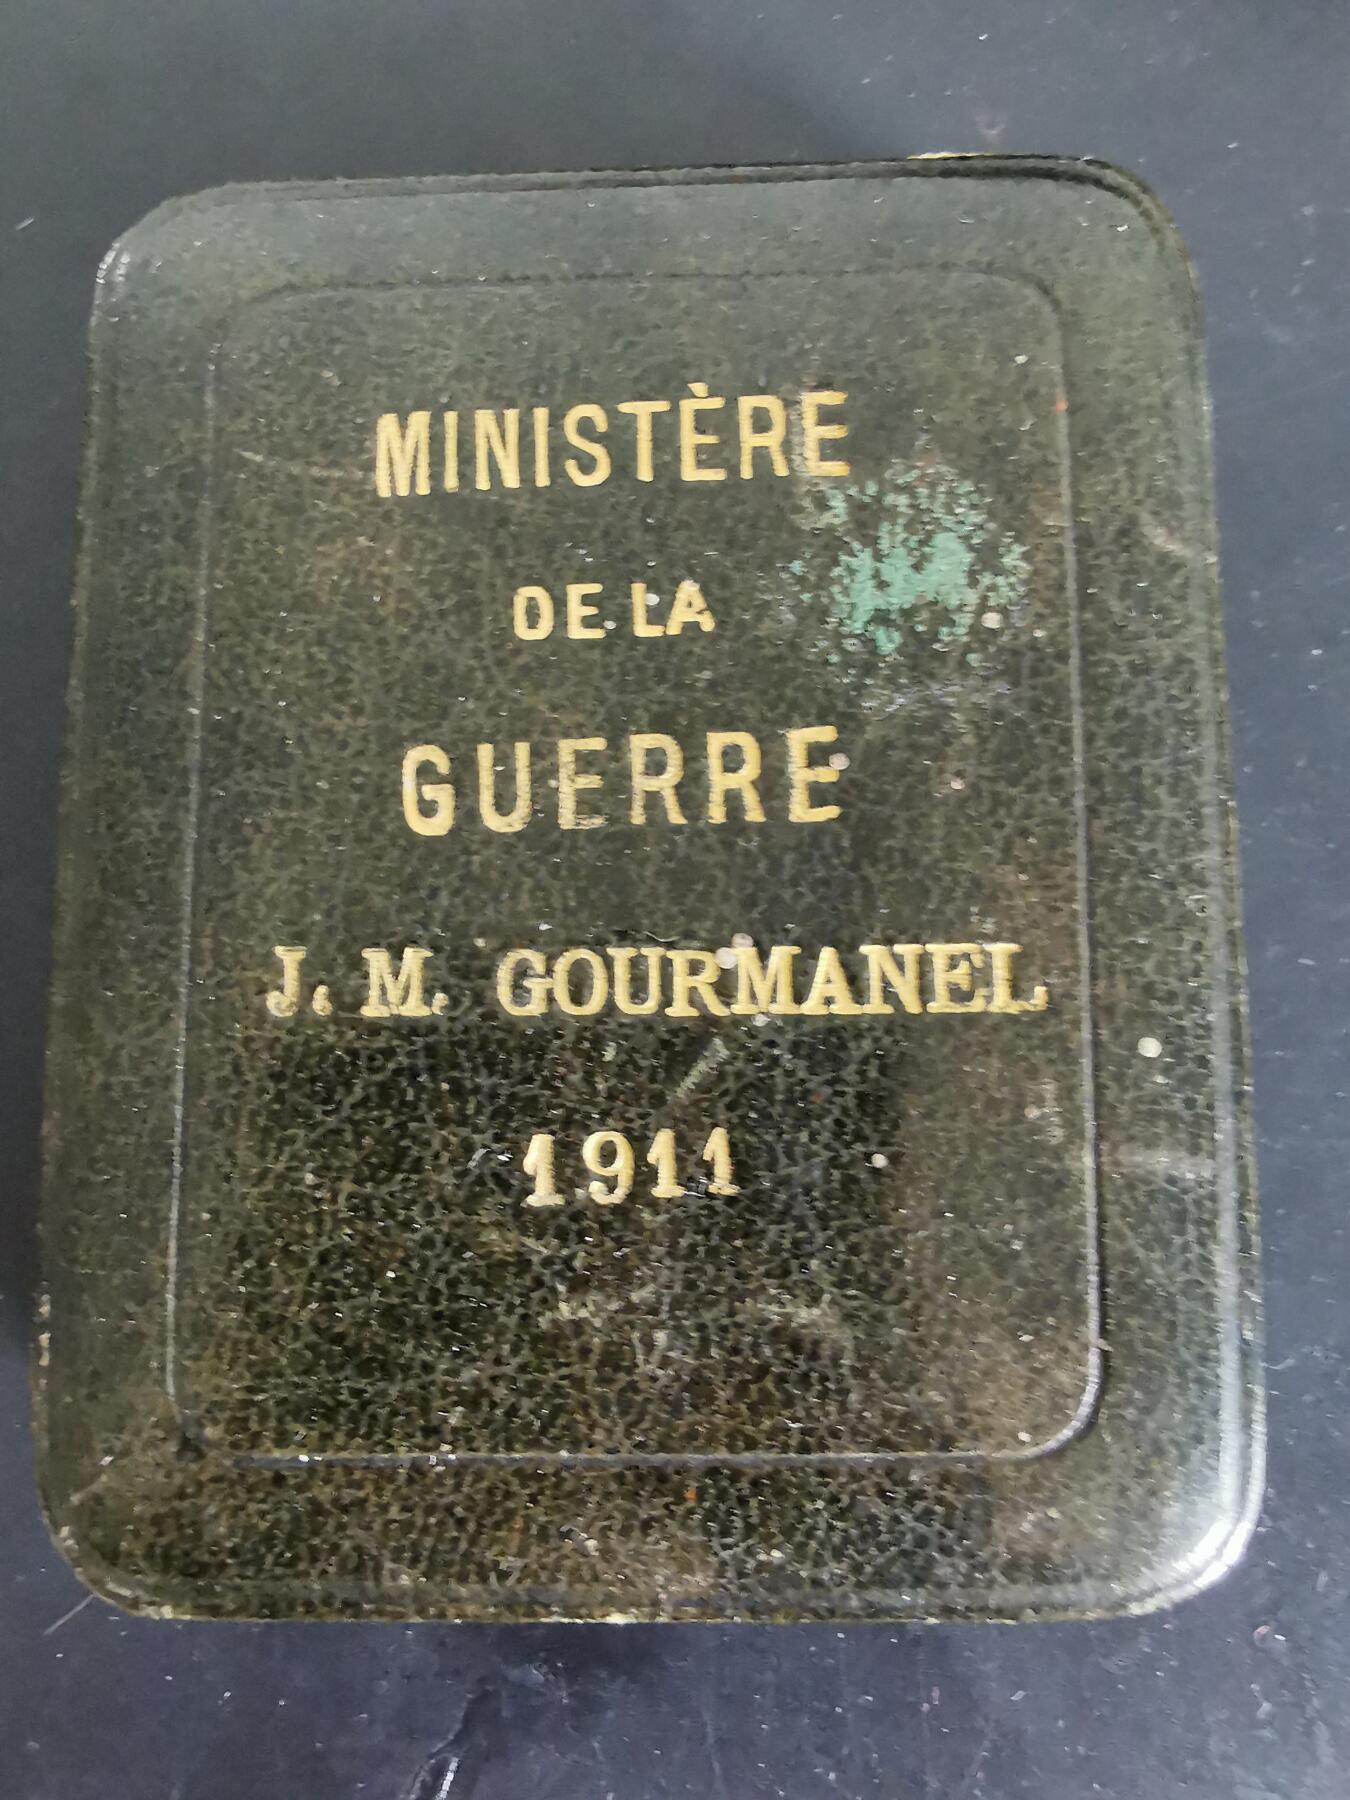 MINISTÈRE
DE LA
GUERRE
J. M. GOURMANEL
1911